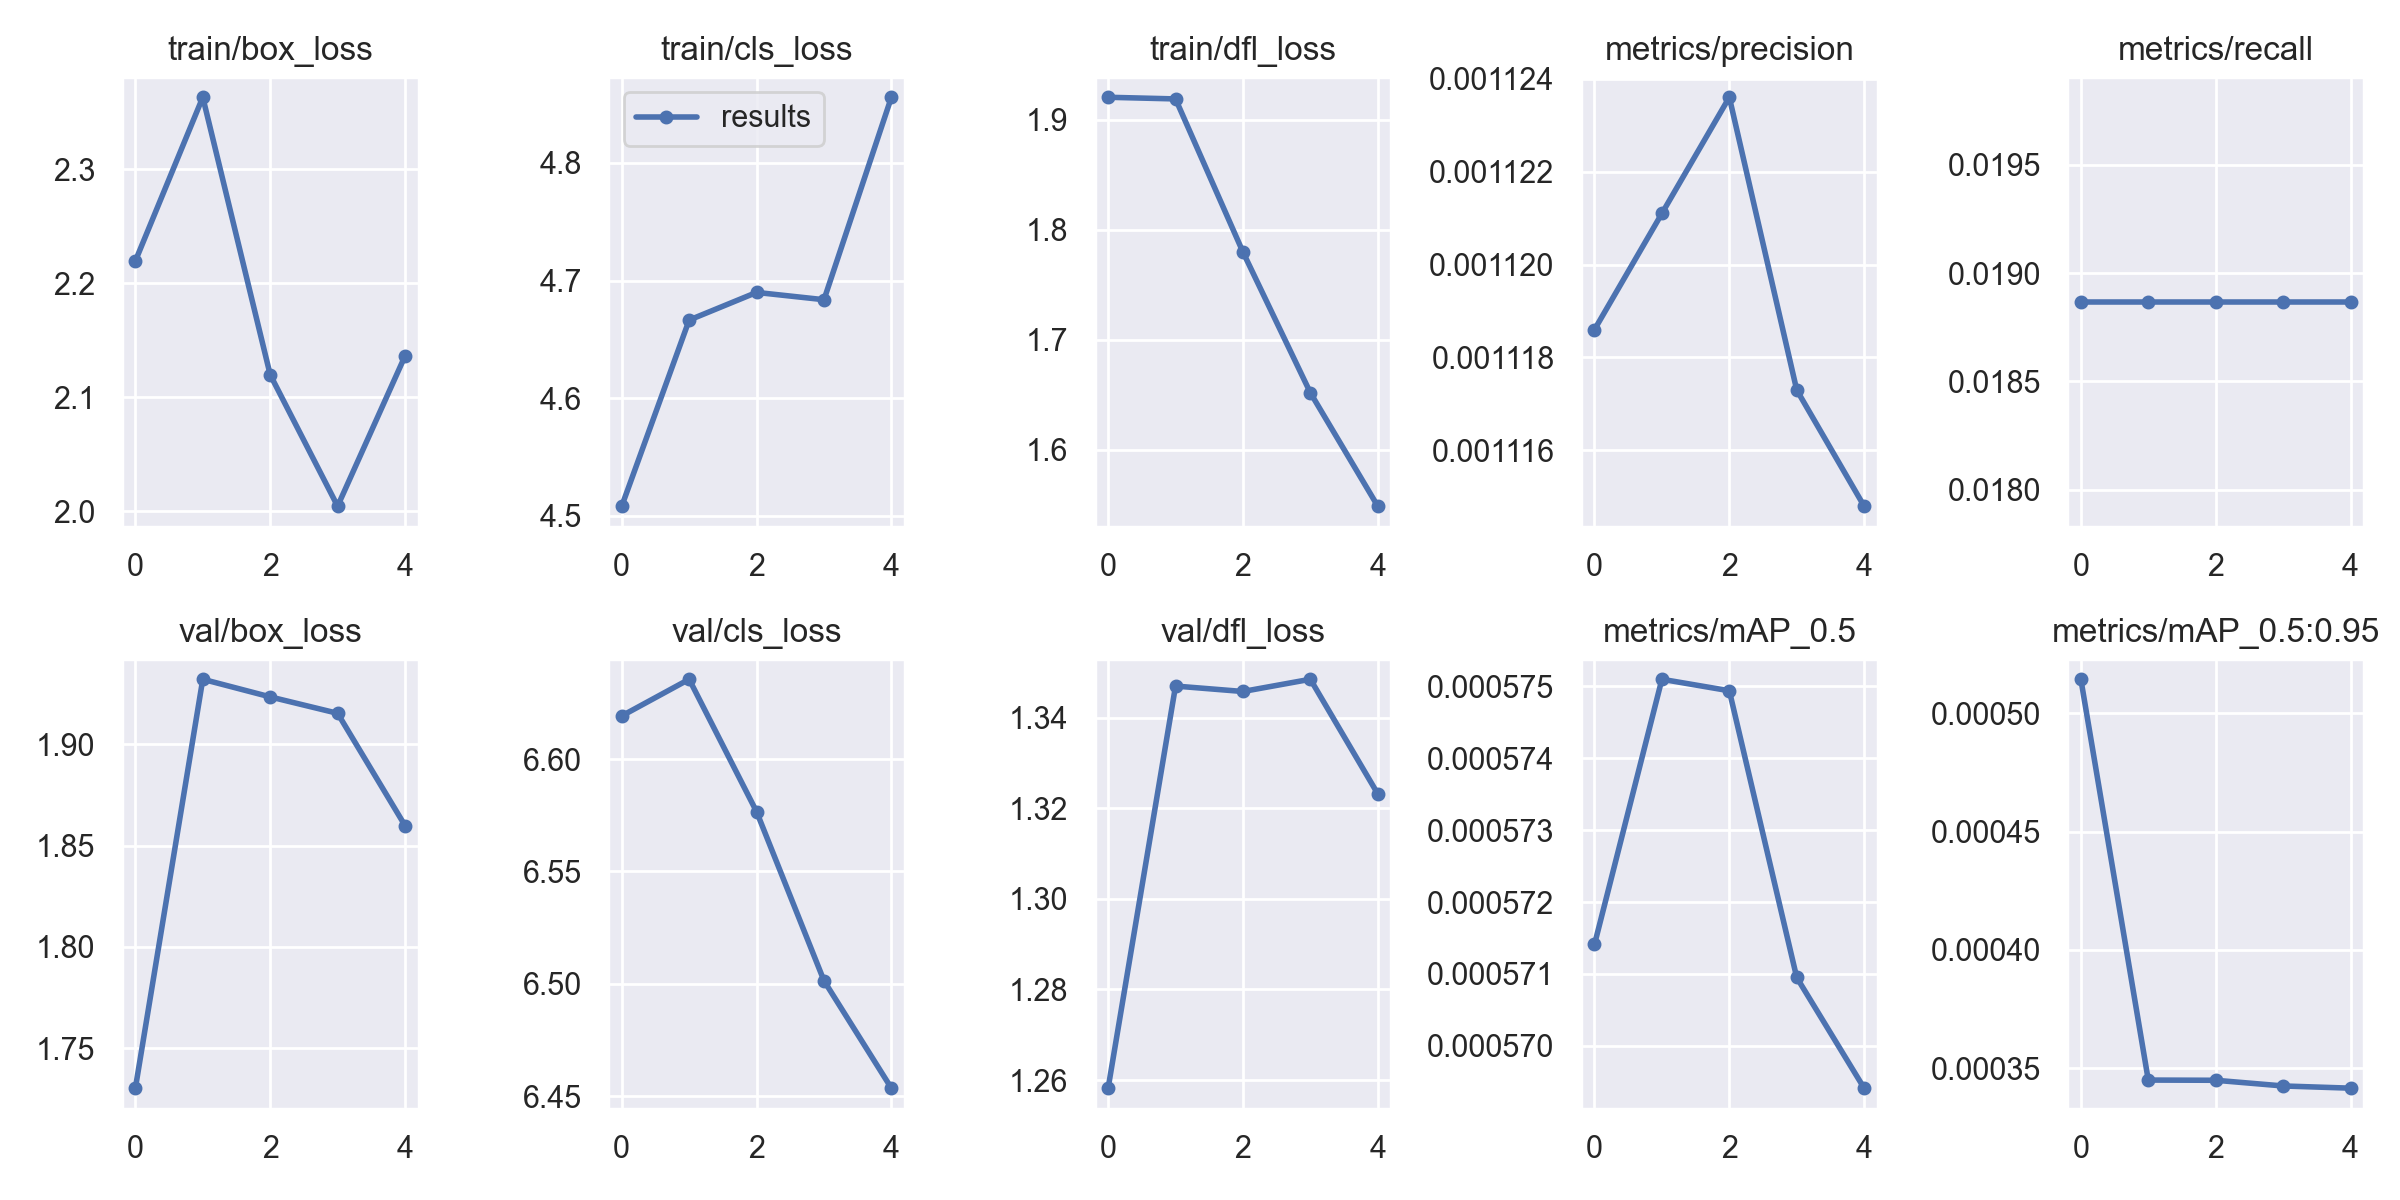 train/box_loss
2.3
2.2
2.1
2.0
0 2 4
train/cls_loss
results
4.8
4.7
4.6
4.5
0 2 4
train/dfl_loss
1.9
1.8
1.7
1.6
0 2 4
metrics/precision
0.001124
0.001122
0.001120
0.001118
0.001116
0 2 4
metrics/recall
0.0195
0.0190
0.0185
0.0180
0 2 4
val/box_loss
1.90
1.85
1.80
1.75
0 2 4
val/cls_loss
6.60
6.55
6.50
6.45
0 2 4
val/dfl_loss
1.34
1.32
1.30
1.28
1.26
0 2 4
metrics/mAP_0.5
0.000575
0.000574
0.000573
0.000572
0.000571
0.000570
0 2 4
metrics/mAP_0.5:0.95
0.00050
0.00045
0.00040
0.00035
0 2 4